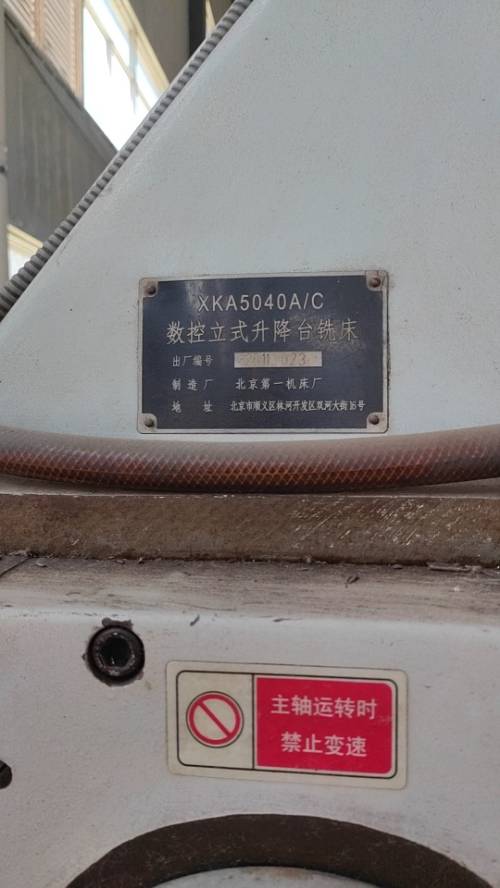 XKA5040A/C
数控立式升降台铣床
出厂编号
制造厂 北京第一机床厂
地址 北京市顺义区林河开发区双河大街16号
主轴运转时
禁止变速